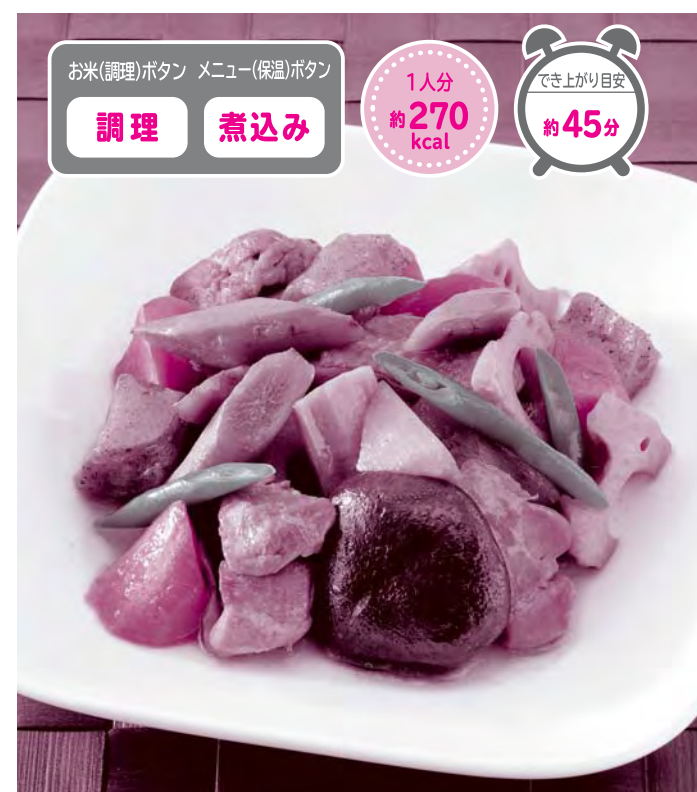 お米(調理)ボタン
メニュー(保温)ボタン
調理
煮込み
1人分
約270
kcal
でき上がり目安
約45分